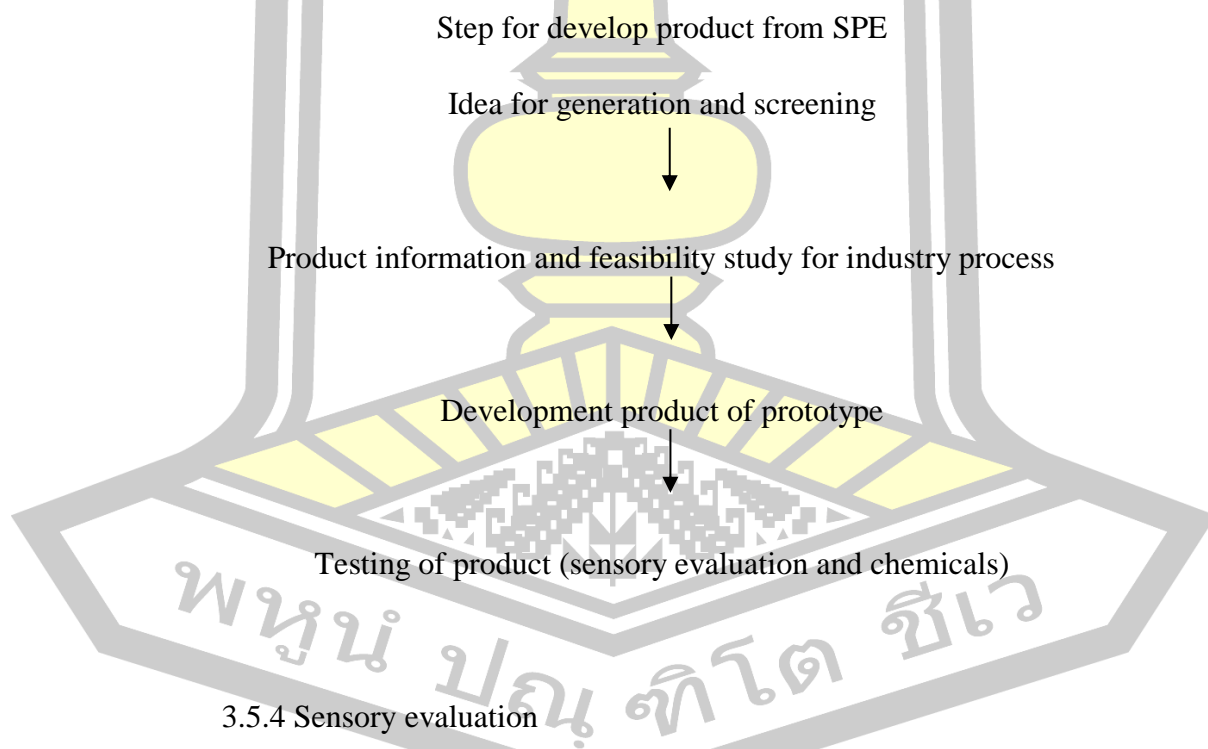 Step for develop product from SPE
Idea for generation and screening
Product information and feasibility study for industry process
Development product of prototype
Testing of product (sensory evaluation and chemicals)
พหูนํ ปณฺฑิโต ชีเว
3.5.4 Sensory evaluation